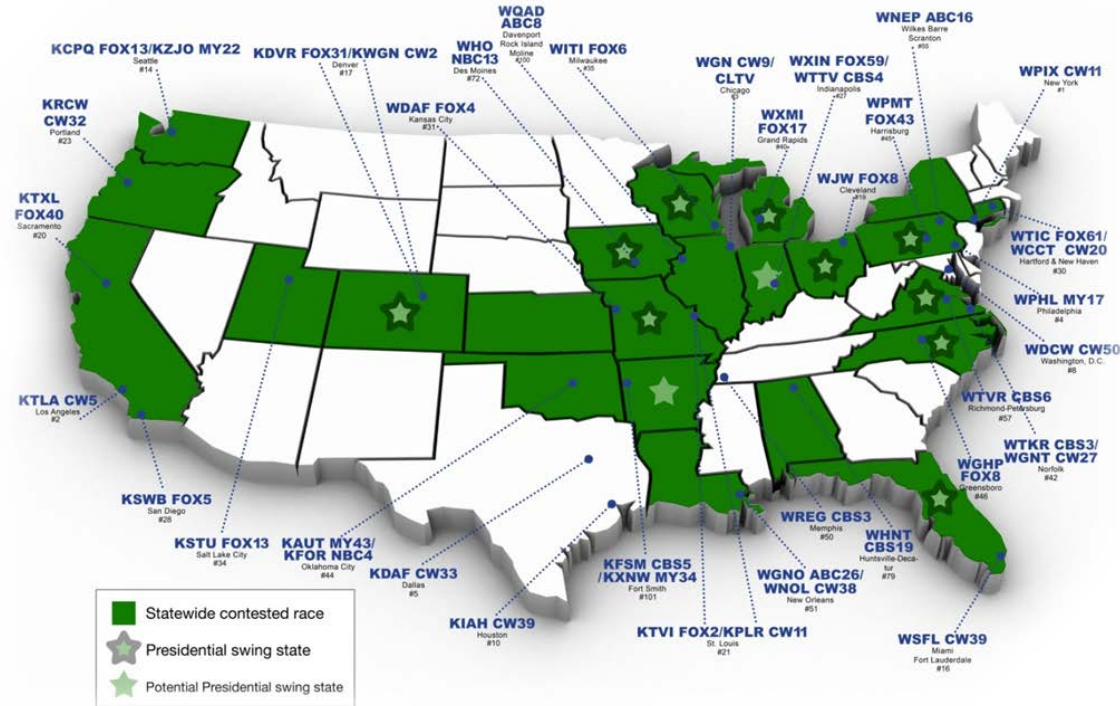 KCPQ FOX13/KZJO MY22
Seattle
#14
KRCW
CW32
Portland
#23
KTXL
FOX40
Sacramento
#20
KTLA CW5
Los Angeles
#2
KSWB FOX5
San Diego
#28
KSTU FOX13
Salt Lake City
#34
KDVR FOX31/KWGN CW2
Denver
#17
WDAF FOX4
Kansas City
#31
WHO
NBC13
Des Moines
#72
WQAD
ABC8
Davenport
Rock Island
Moline
#100
WITI FOX6
Milwaukee
#35
WGN CW9/
CLTV
Chicago
#3
WXMI
FOX17
Grand Rapids
WXIN FOX59/
WTTV CBS4
Indianapolis
#27
WJW FOX8
Cleveland
#19
WPMT
FOX43
Harrisburg
WNEP ABC16
Wilkes Barre
Scranton
WPIX CW11
New York
#1
WTIC FOX61/
WCCT CW20
Hartford & New Haven
#30
WPHL MY17
Philadelphia
#4
WDCW CW50
Washington, D.C.
#8
WTVR CBS6
Richmond-Petersburg
#57
WTKR CBS3/
WGNT CW27
Norfolk
#42
WGHP
FOX8
Greensboro
#46
KAUT MY43/
KFOR NBC4
Oklahoma City
#44
KDAF CW33
Dallas
#5
KIAH CW39
Houston
#10
KFSM CBS5
/KXNW MY34
Fort Smith
#101
KTVI FOX2/KPLR CW11
St. Louis
#21
WGNO ABC26/
WNOL CW38
New Orleans
#51
WREG CBS3
Memphis
#50
WHNT
CBS19
Huntsville-Deca-
tur
#79
WSFL CW39
Miami
Fort Lauderdale
#16
Statewide contested race
Presidential swing state
Potential Presidential swing state